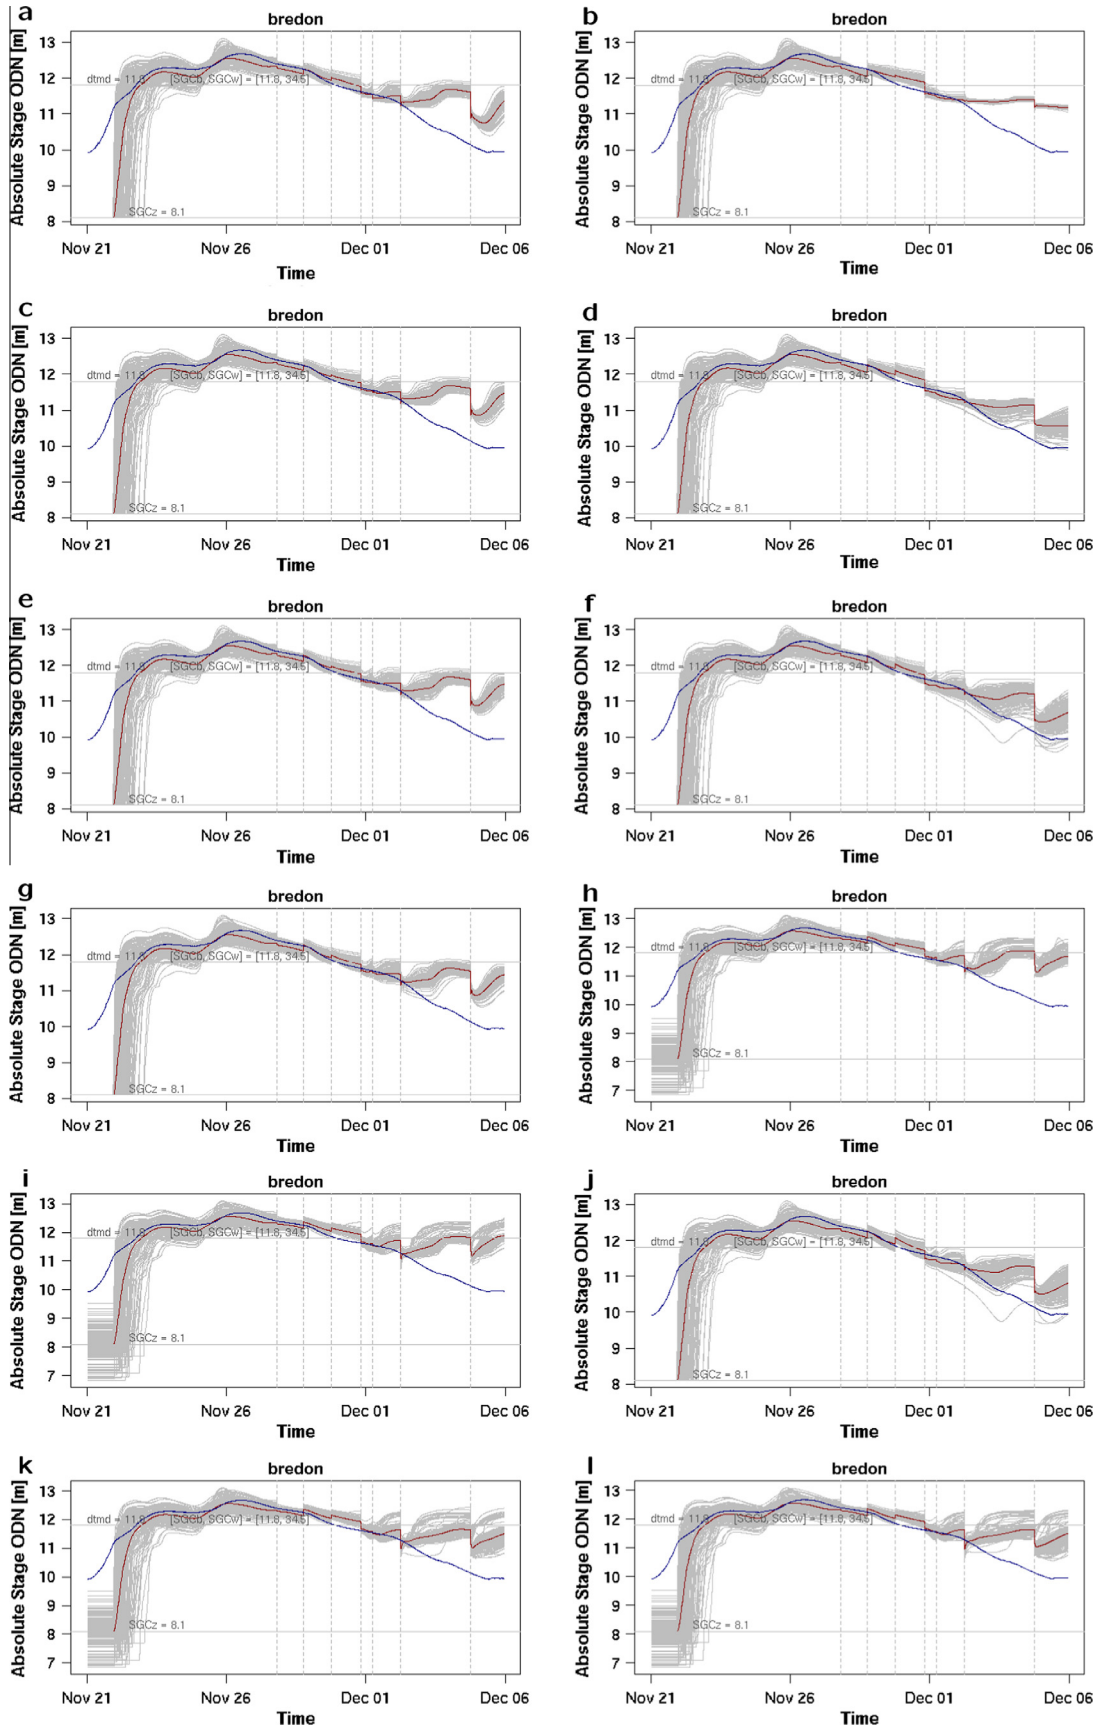 a
bredon
Absolute Stage ODN [m]
13
12
11
10
9
8
dtmd = 11.8
[SGCb, SGCw] = [11.8, 34.5]
SGCz = 8.1
Nov 21 Nov 26 Dec 01 Dec 06
Time
b
bredon
Absolute Stage ODN [m]
13
12
11
10
9
8
dtmd = 11.8
[SGCb, SGCw] = [11.8, 34.5]
SGCz = 8.1
Nov 21 Nov 26 Dec 01 Dec 06
Time
c
bredon
Absolute Stage ODN [m]
13
12
11
10
9
8
dtmd = 11.8
[SGCb, SGCw] = [11.8, 34.5]
SGCz = 8.1
Nov 21 Nov 26 Dec 01 Dec 06
Time
d
bredon
Absolute Stage ODN [m]
13
12
11
10
9
8
dtmd = 11.8
[SGCb, SGCw] = [11.8, 34.5]
SGCz = 8.1
Nov 21 Nov 26 Dec 01 Dec 06
Time
e
bredon
Absolute Stage ODN [m]
13
12
11
10
9
8
dtmd = 11.8
[SGCb, SGCw] = [11.8, 34.5]
SGCz = 8.1
Nov 21 Nov 26 Dec 01 Dec 06
Time
f
bredon
Absolute Stage ODN [m]
13
12
11
10
9
8
dtmd = 11.8
[SGCb, SGCw] = [11.8, 34.5]
SGCz = 8.1
Nov 21 Nov 26 Dec 01 Dec 06
Time
g
bredon
Absolute Stage ODN [m]
13
12
11
10
9
8
dtmd = 11.8
[SGCb, SGCw] = [11.8, 34.5]
SGCz = 8.1
Nov 21 Nov 26 Dec 01 Dec 06
Time
h
bredon
Absolute Stage ODN [m]
13
12
11
10
9
8
7
dtmd = 11.8
[SGCb, SGCw] = [11.8, 34.5]
SGCz = 8.1
Nov 21 Nov 26 Dec 01 Dec 06
Time
i
bredon
Absolute Stage ODN [m]
13
12
11
10
9
8
7
dtmd = 11.8
[SGCb, SGCw] = [11.8, 34.5]
SGCz = 8.1
Nov 21 Nov 26 Dec 01 Dec 06
Time
j
bredon
Absolute Stage ODN [m]
13
12
11
10
9
8
dtmd = 11.8
[SGCb, SGCw] = [11.8, 34.5]
SGCz = 8.1
Nov 21 Nov 26 Dec 01 Dec 06
Time
k
bredon
Absolute Stage ODN [m]
13
12
11
10
9
8
7
dtmd = 11.8
[SGCb, SGCw] = [11.8, 34.5]
SGCz = 8.1
Nov 21 Nov 26 Dec 01 Dec 06
Time
l
bredon
Absolute Stage ODN [m]
13
12
11
10
9
8
7
dtmd = 11.8
[SGCb, SGCw] = [11.8, 34.5]
SGCz = 8.1
Nov 21 Nov 26 Dec 01 Dec 06
Time